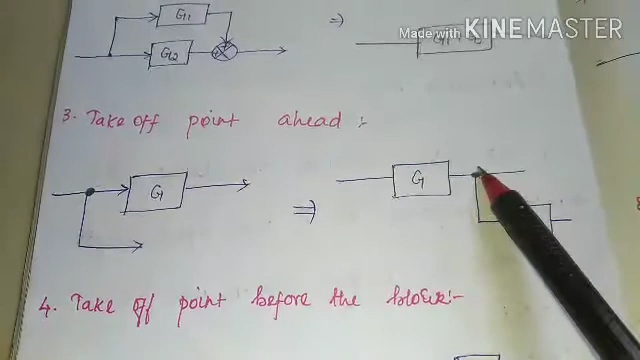 G1
Made with KINEMASTER
G2
⇒
3. Take off point ahead :-
G
⇒
G
4. Take off point before the block:-